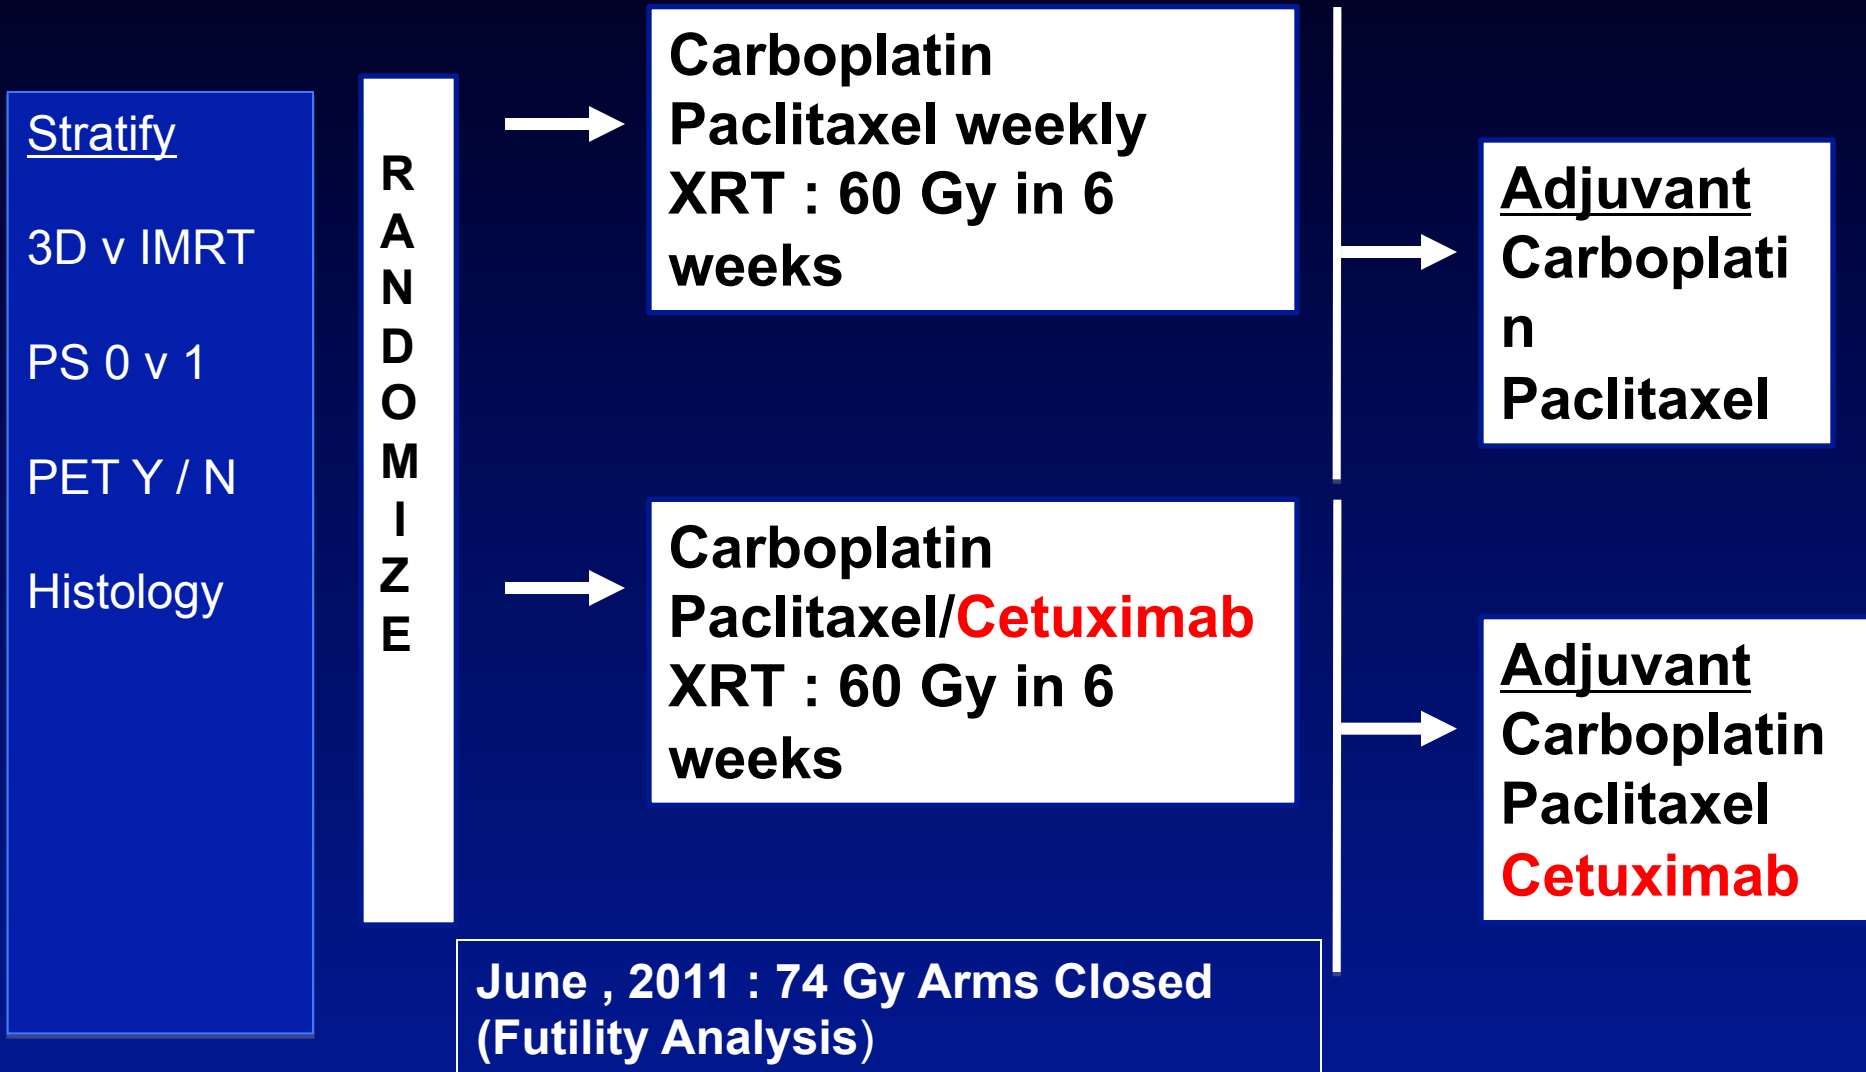 Stratify
3D v IMRT
PS 0 v 1
PET Y / N
Histology
R
A
N
D
O
M
I
Z
E
Carboplatin
Paclitaxel weekly
XRT : 60 Gy in 6
weeks
Carboplatin
Paclitaxel/Cetuximab
XRT : 60 Gy in 6
weeks
Adjuvant
Carboplati
n
Paclitaxel
Adjuvant
Carboplatin
Paclitaxel
Cetuximab
June , 2011 : 74 Gy Arms Closed
(Futility Analysis)